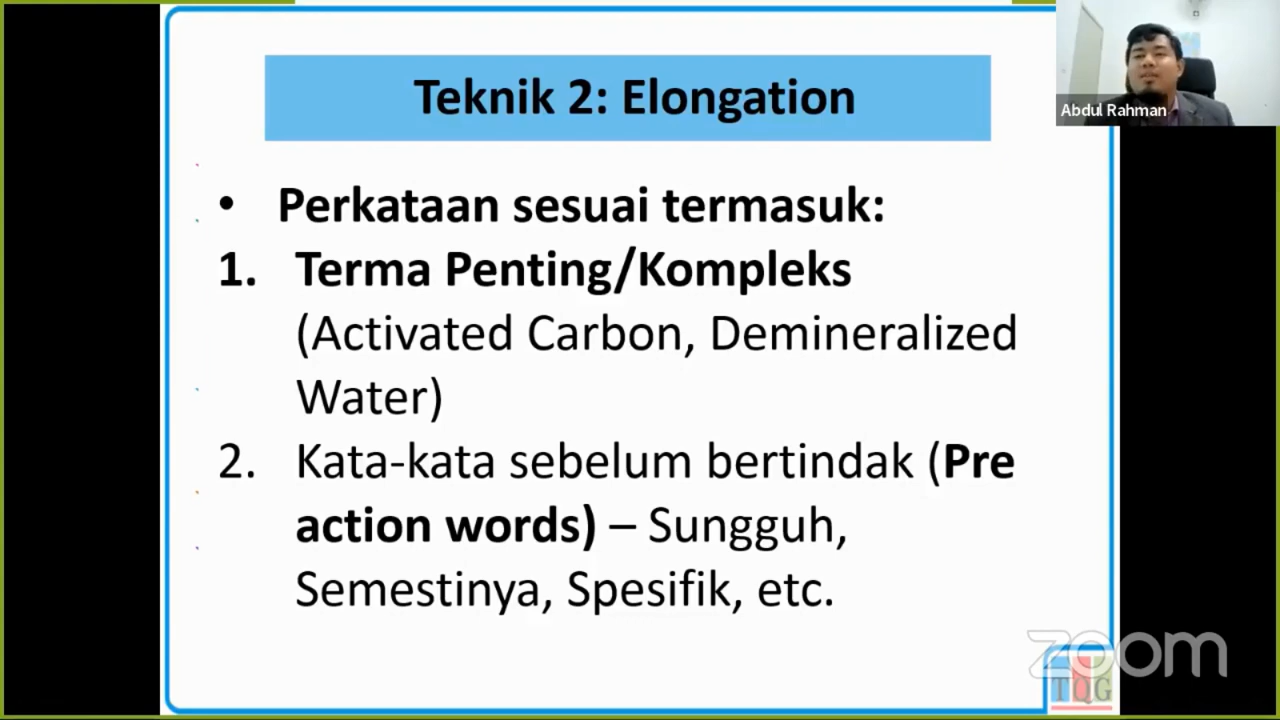 Teknik 2: Elongation
Abdul Rahman
• Perkataan sesuai termasuk:
1. Terma Penting/Kompleks
(Activated Carbon, Demineralized
Water)
2. Kata-kata sebelum bertindak (Pre
action words) – Sungguh,
Semestinya, Spesifik, etc.
zoom
TQG